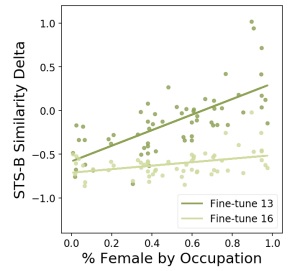 STS-B Similarity Delta
1.0
0.5
0.0
−0.5
−1.0
Fine-tune 13
Fine-tune 16
0.0 0.2 0.4 0.6 0.8 1.0
% Female by Occupation